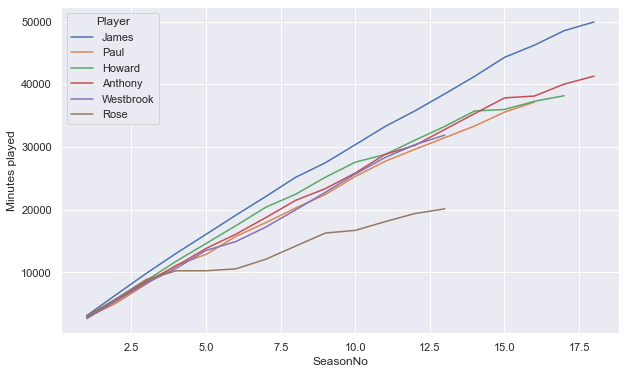 Player
James
Paul
Howard
Anthony
Westbrook
Rose
50000
40000
30000
20000
10000
Minutes played
2.5 5.0 7.5 10.0 12.5 15.0 17.5
SeasonNo